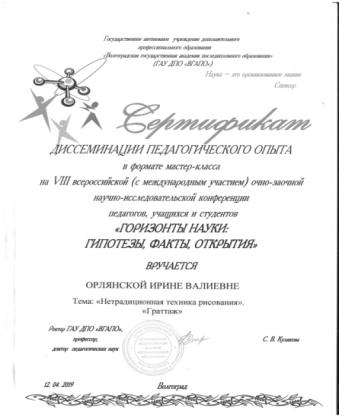 Государственное автономное учреждение дополнительного
профессионального образования
«Волгоградская государственная академия последипломного образования»
(ГАУ ДПО «ВГАПО»)
Наука – это организованное знание
Спенсер
Сертификат
ДИССЕМИНАЦИИ ПЕДАГОГИЧЕСКОГО ОПЫТА
в формате мастер-класса
на VIII всероссийской (с международным участием) очно-заочной
научно-исследовательской конференции
педагогов, учащихся и студентов
«ГОРИЗОНТЫ НАУКИ:
ГИПОТЕЗЫ, ФАКТЫ, ОТКРЫТИЯ»
ВРУЧАЕТСЯ
ОРЛЯНСКОЙ ИРИНЕ ВАЛИЕВНЕ
Тема: «Нетрадиционная техника рисования».
«Граттаж»
Ректор ГАУ ДПО «ВГАПО»,
профессор,
доктор педагогических наук
С. В. Куликова
12. 04. 2019
Волгоград